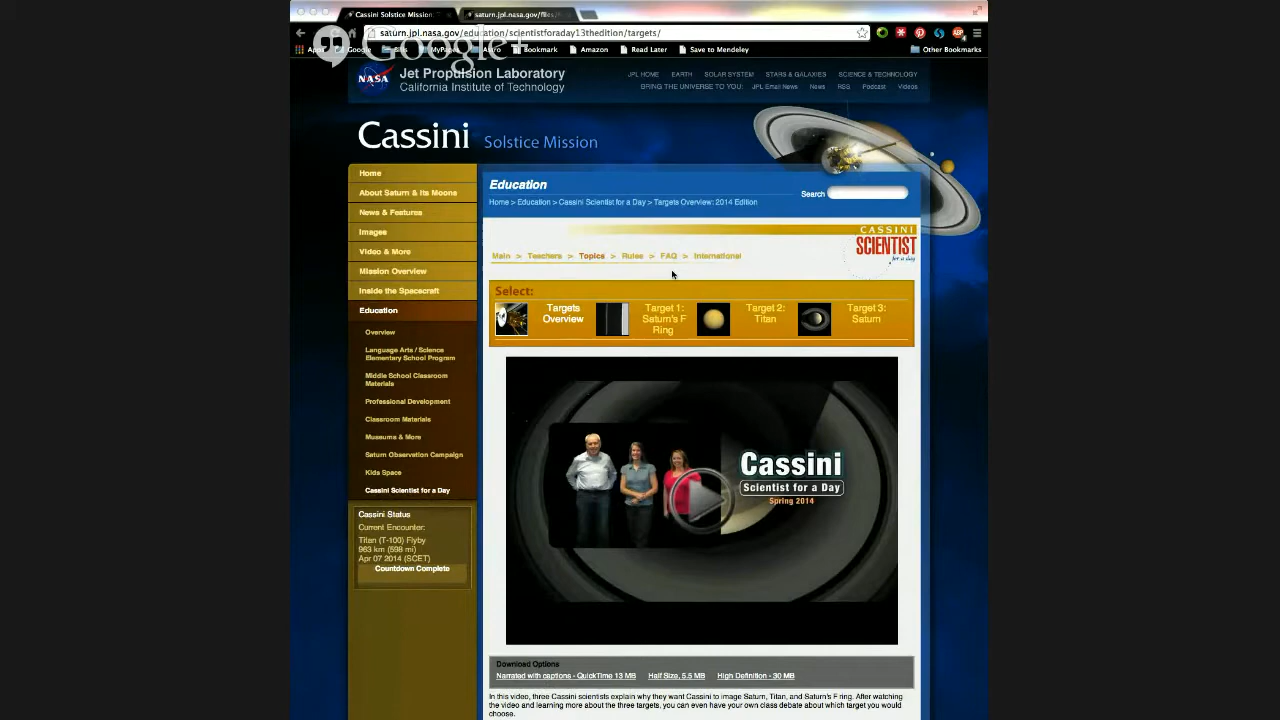 Cassini Solstice Mission
saturn.jpl.nasa.gov/files/
saturn.jpl.nasa.gov/education/scientistforaday13thedition/targets/
Google+
Google
Bookmark
Amazon
Read Later
Save to Mendeley
Other Bookmarks
NASA
Jet Propulsion Laboratory
California Institute of Technology
JPL HOME EARTH SOLAR SYSTEM STARS & GALAXIES SCIENCE & TECHNOLOGY
BRING THE UNIVERSE TO YOU: JPL Email News News RSS Podcast Videos
Cassini Solstice Mission
Home
About Saturn & Its Moons
News & Features
Images
Video & More
Mission Overview
Inside the Spacecraft
Education
Overview
Language Arts / Science
Elementary School Program
Middle School Classroom
Materials
Professional Development
Classroom Materials
Museums & More
Saturn Observation Campaign
Kids Space
Cassini Scientist for a Day
Cassini Status
Current Encounter:
Titan (T-100) Flyby
963 km (598 mi)
Apr 07 2014 (SCET)
Countdown Complete
Education
Search
Home > Education > Cassini Scientist for a Day > Targets Overview: 2014 Edition
CASSINI
SCIENTIST
for a day
Main > Teachers > Topics > Rules > FAQ > International
Select:
Targets
Overview
Target 1:
Saturn's F
Ring
Target 2:
Titan
Target 3:
Saturn
Cassini
Scientist for a Day
Spring 2014
Download Options
Narrated with captions - QuickTime 13 MB Half Size, 5.5 MB High Definition - 30 MB
In this video, three Cassini scientists explain why they want Cassini to image Saturn, Titan, and Saturn's F ring. After watching
the video and learning more about the three targets, you can even have your own class debate about which target you would
choose.